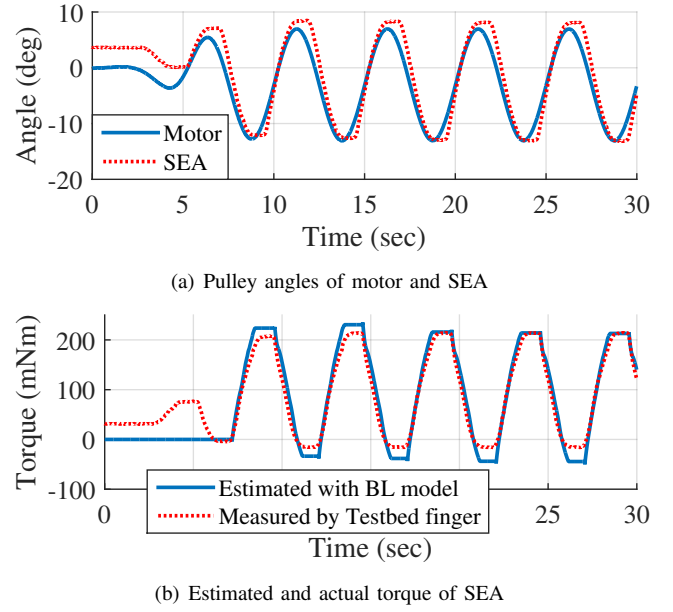 10
0
-10
-20
Angle (deg)
Motor
SEA
0 5 10 15 20 25 30
Time (sec)
(a) Pulley angles of motor and SEA
200
100
0
-100
Torque (mNm)
Estimated with BL model
Measured by Testbed finger
25 30
Time (sec)
(b) Estimated and actual torque of SEA